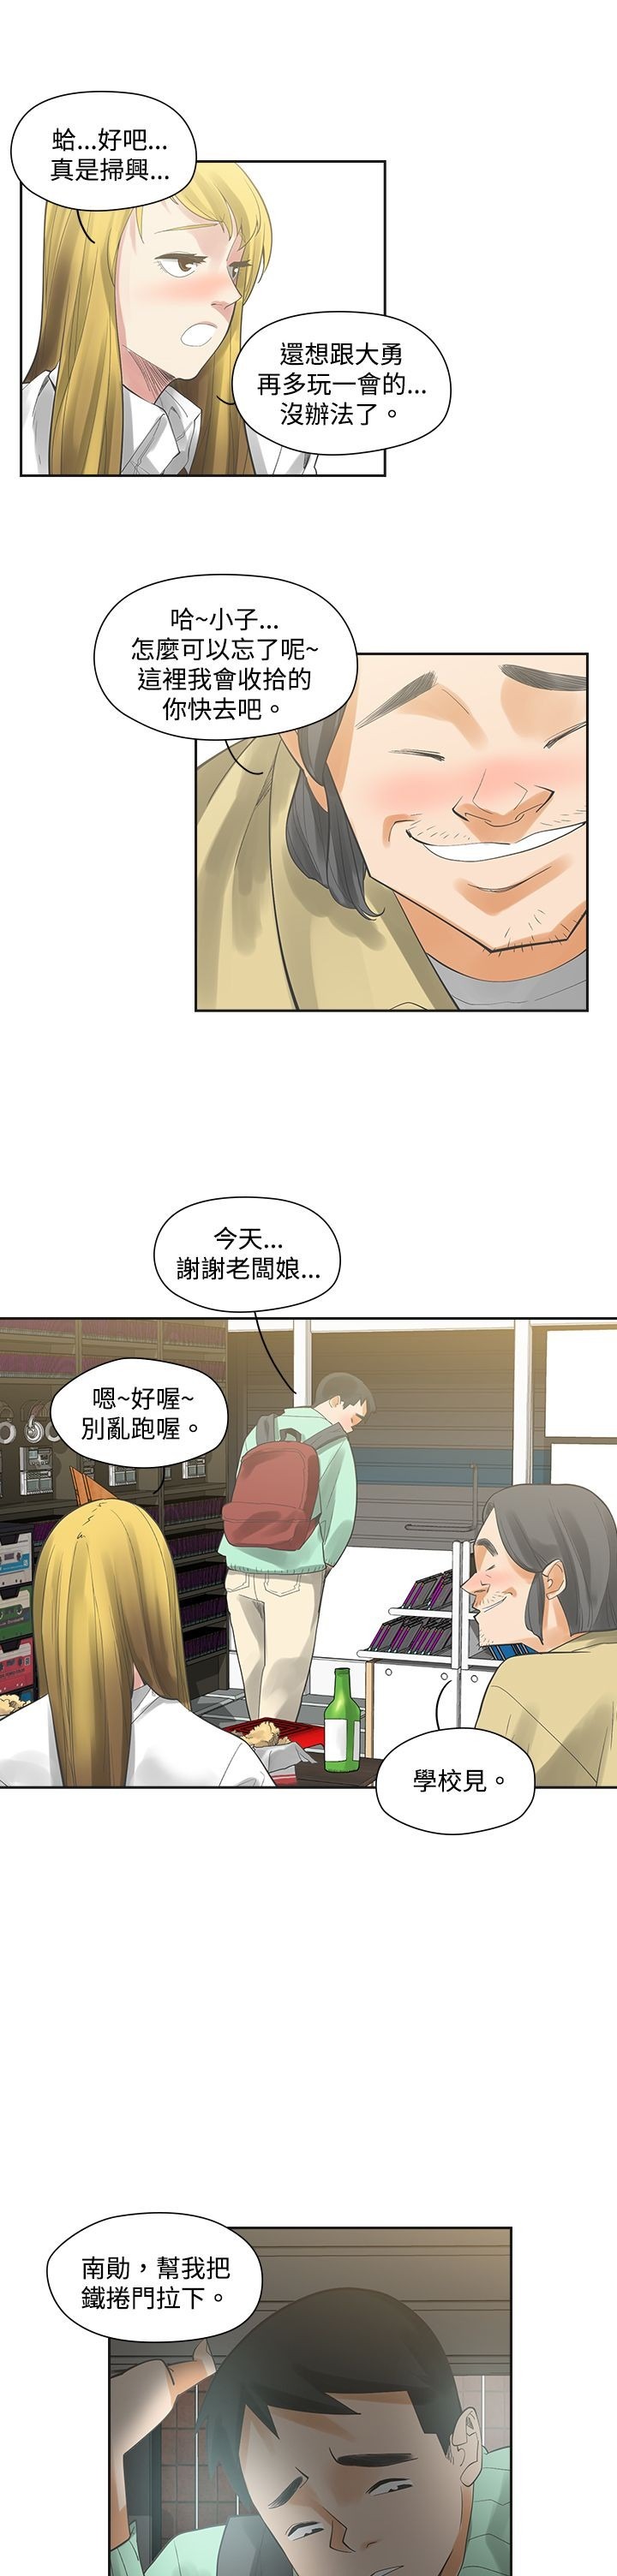 蛤...好吧...
真是掃興...
還想跟大勇
再多玩一會的...
沒辦法了。
哈~小子...
怎麼可以忘了呢~
這裡我會收拾的
你快去吧。
今天...
謝謝老闆娘...
嗯~好喔~
別亂跑喔。
學校見。
南勛，幫我把
鐵捲門拉下。